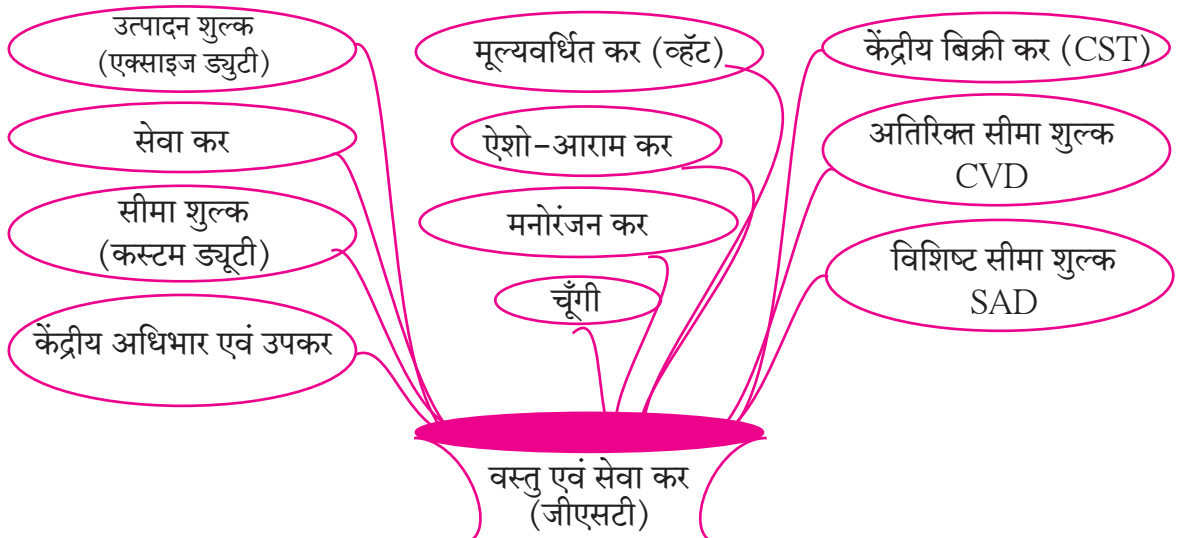 उत्पादन शुल्क
(एक्साइज ड्युटी)
सेवा कर
सीमा शुल्क
(कस्टम ड्यूटी)
केंद्रीय अधिभार एवं उपकर
मूल्यवर्धित कर (व्हॅट)
ऐशो-आराम कर
मनोरंजन कर
चूँगी
केंद्रीय बिक्री कर (CST)
अतिरिक्त सीमा शुल्क
CVD
विशिष्ट सीमा शुल्क
SAD
वस्तु एवं सेवा कर
(जीएसटी)